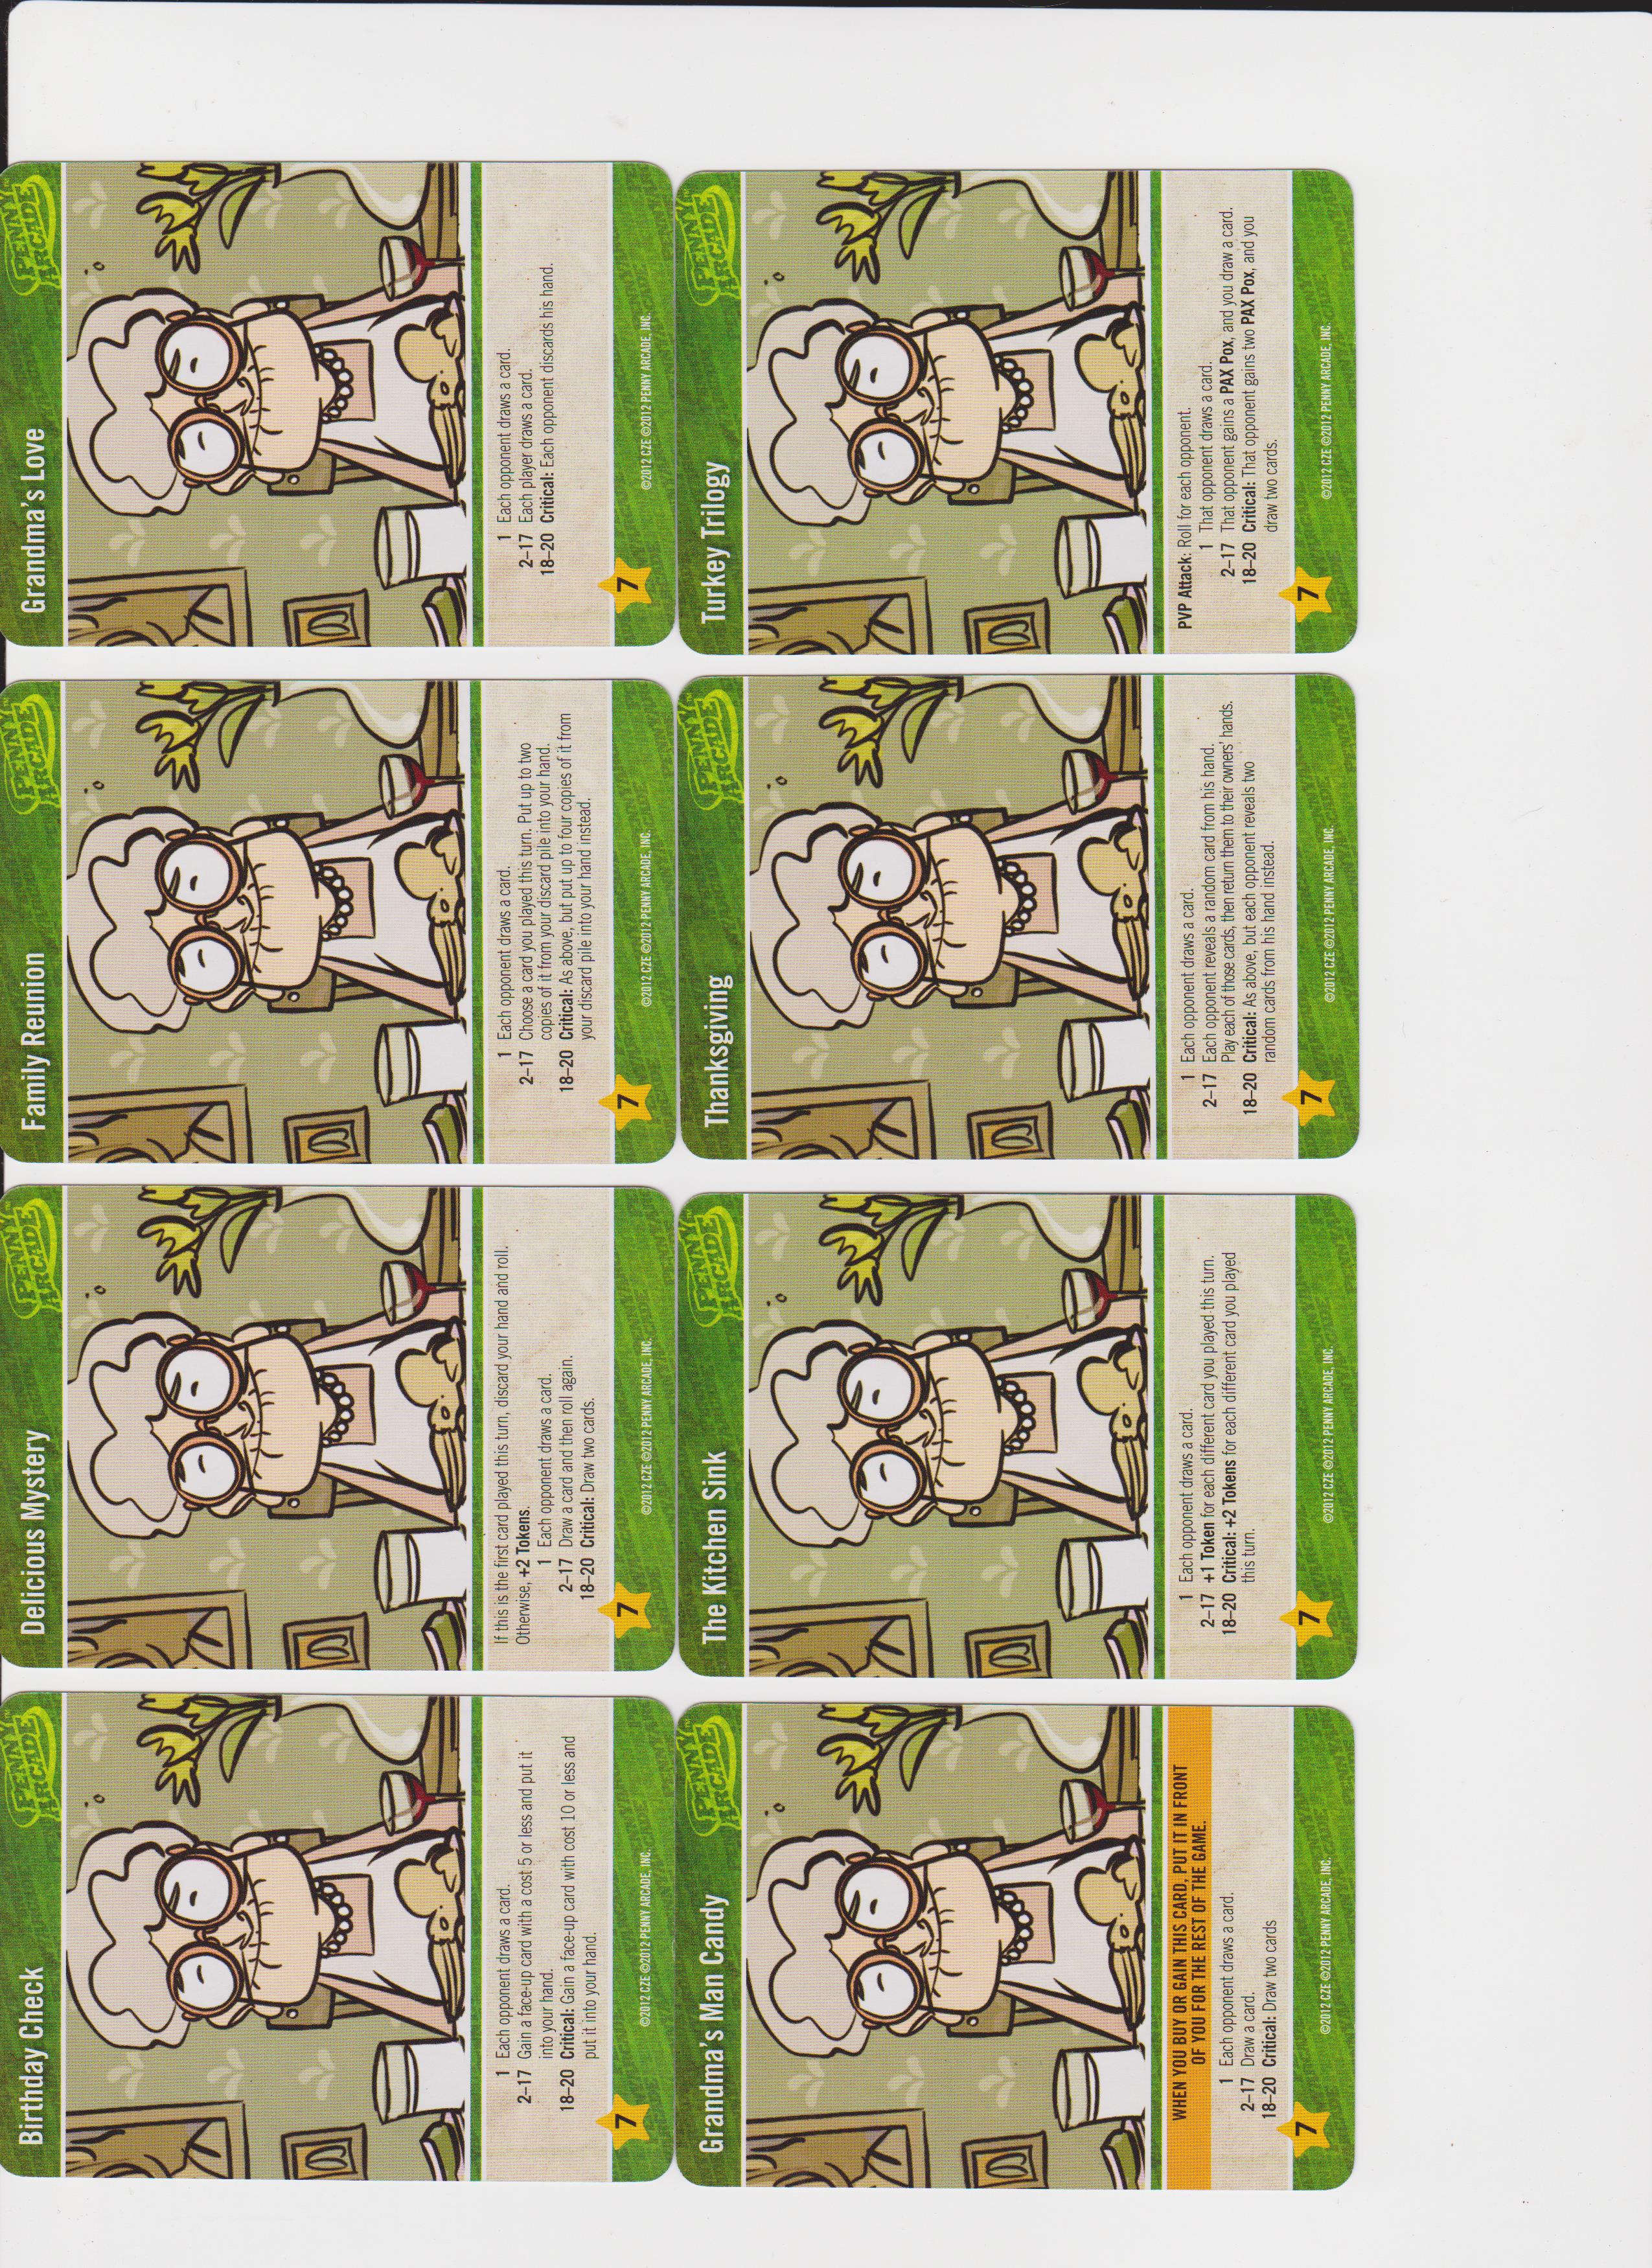 Birthday Check
PENNY ARCADE™
1 Each opponent draws a card.
2–17 Gain a face-up card with a cost 5 or less and put it
into your hand.
18–20 Critical: Gain a face-up card with cost 10 or less and
put it into your hand.
7
©2012 CZE ©2012 PENNY ARCADE, INC.
Delicious Mystery
PENNY ARCADE™
If this is the first card played this turn, discard your hand and roll.
Otherwise, +2 Tokens.
1 Each opponent draws a card.
2–17 Draw a card and then roll again.
18–20 Critical: Draw two cards.
7
©2012 CZE ©2012 PENNY ARCADE, INC.
Family Reunion
PENNY ARCADE™
1 Each opponent draws a card.
2–17 Choose a card you played this turn. Put up to two
copies of it from your discard pile into your hand.
18–20 Critical: As above, but put up to four copies of it from
your discard pile into your hand instead.
7
©2012 CZE ©2012 PENNY ARCADE, INC.
Grandma's Love
PENNY ARCADE™
1 Each opponent draws a card.
2–17 Each player draws a card.
18–20 Critical: Each opponent discards his hand.
7
©2012 CZE ©2012 PENNY ARCADE, INC.
Grandma's Man Candy
PENNY ARCADE™
WHEN YOU BUY OR GAIN THIS CARD, PUT IT IN FRONT
OF YOU FOR THE REST OF THE GAME.
1 Each opponent draws a card.
2–17 Draw a card.
18–20 Critical: Draw two cards
7
©2012 CZE ©2012 PENNY ARCADE, INC.
The Kitchen Sink
PENNY ARCADE™
1 Each opponent draws a card.
2–17 +1 Token for each different card you played this turn.
18–20 Critical: +2 Tokens for each different card you played
this turn.
7
©2012 CZE ©2012 PENNY ARCADE, INC.
Thanksgiving
PENNY ARCADE™
1 Each opponent draws a card.
2–17 Each opponent reveals a random card from his hand.
Play each of those cards, then return them to their owners' hands.
18–20 Critical: As above, but each opponent reveals two
random cards from his hand instead.
7
©2012 CZE ©2012 PENNY ARCADE, INC.
Turkey Trilogy
PENNY ARCADE™
PVP Attack: Roll for each opponent.
1 That opponent draws a card.
2–17 That opponent gains a PAX Pox, and you draw a card.
18–20 Critical: That opponent gains two PAX Pox, and you
draw two cards.
7
©2012 CZE ©2012 PENNY ARCADE, INC.